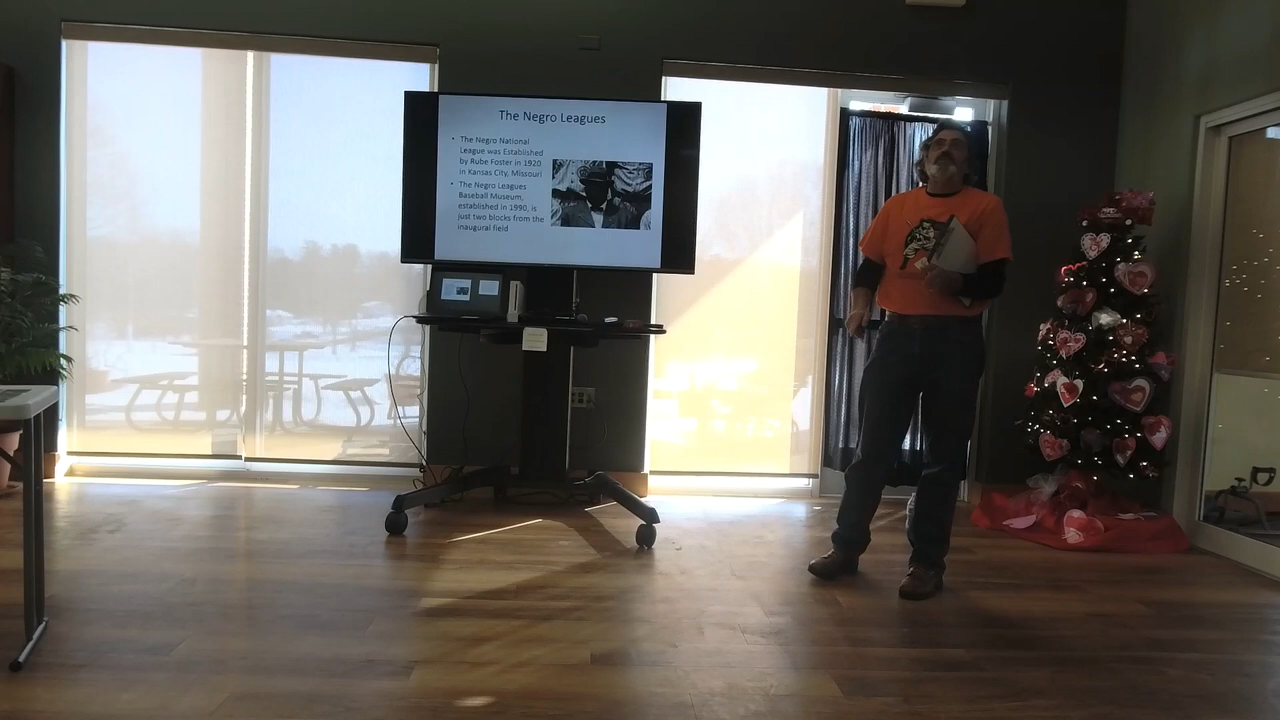 The Negro Leagues
• The Negro National
League was Established
by Rube Foster in 1920
in Kansas City, Missouri
• The Negro Leagues
Baseball Museum,
established in 1990, is
just two blocks from the
inaugural field